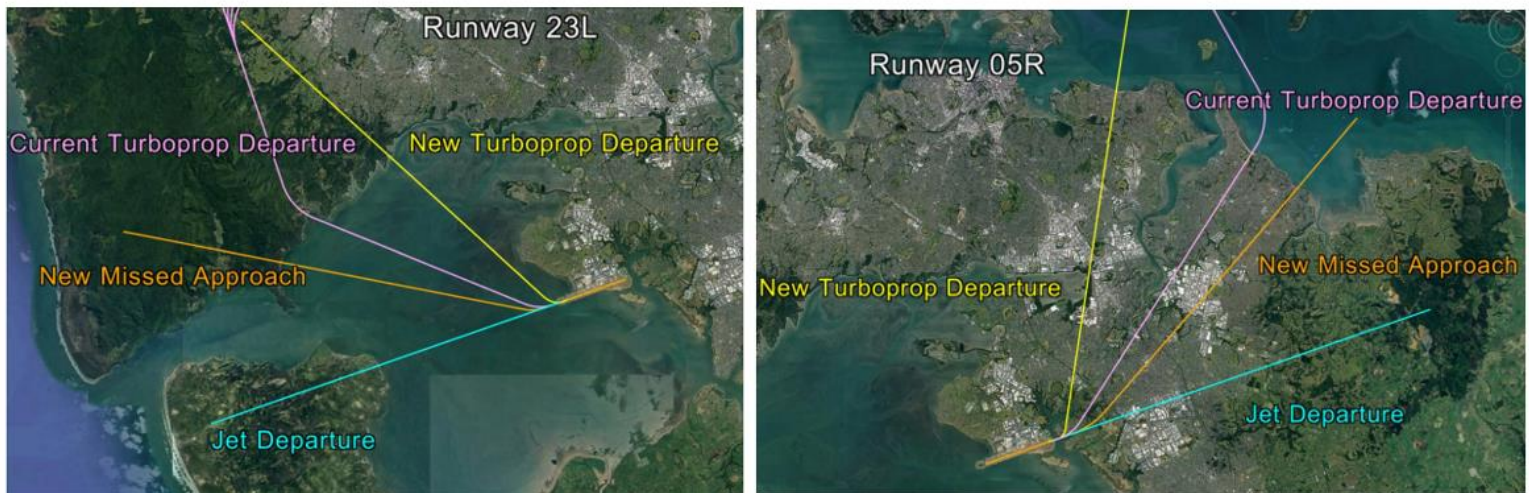 Runway 23L
Current Turboprop Departure
New Turboprop Departure
New Missed Approach
Jet Departure
Runway 05R
Current Turboprop Departure
New Turboprop Departure
New Missed Approach
Jet Departure